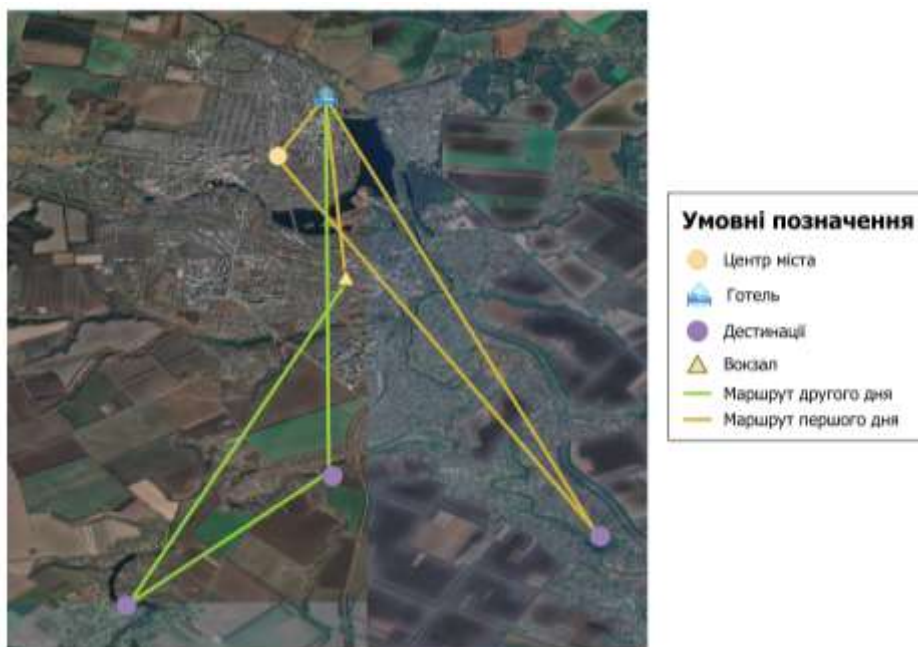 Умовні позначення
Центр міста
Готель
Дестинації
Вокзал
Маршрут другого дня
Маршрут першого дня